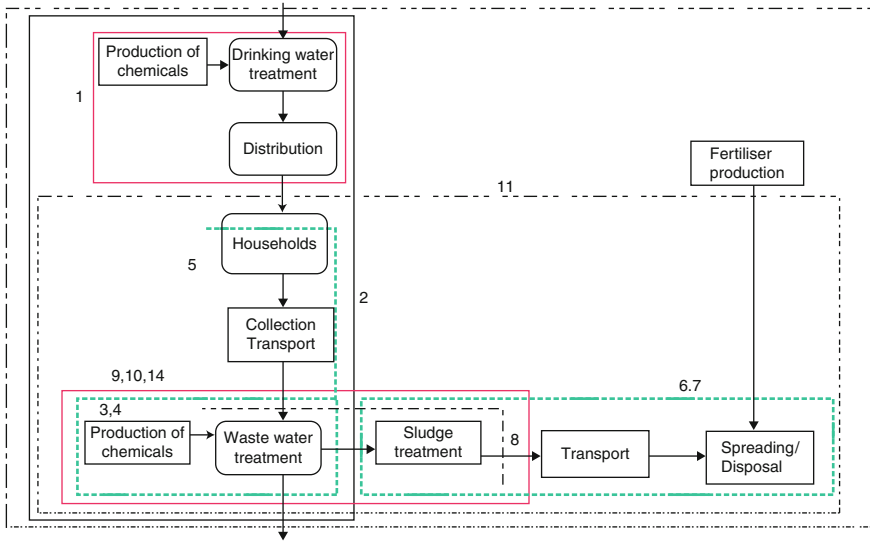 Production of
chemicals
Drinking water
treatment
1
Distribution
Fertiliser
production
11
Households
5
2
Collection
Transport
9,10,14
6.7
3,4
Production of
chemicals
Waste water
treatment
Sludge
treatment
8
Transport
Spreading/
Disposal